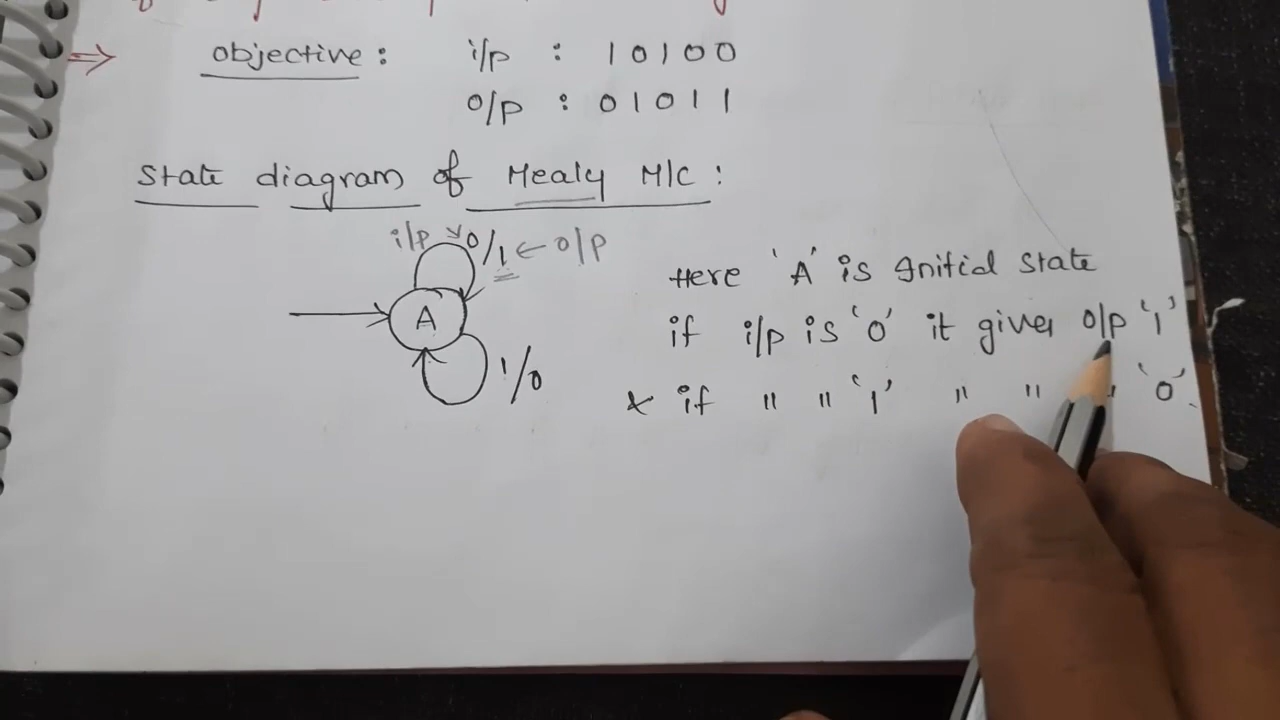 ⇒ objective : i/p : 10100
o/p : 01011
State diagram of Mealy M/C :
i/p 0/1 ← o/p
A
1/0
Here 'A' is Initial state
if i/p is '0' it gives o/p '1'
* if " " '1' " " " '0'.